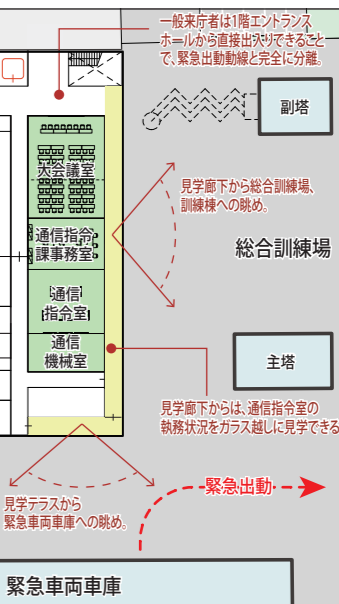 一般来庁者は1階エントランス
ホールから直接出入りできること
で、緊急出動動線と完全に分離。
副塔
大会議室
見学廊下から総合訓練場、
訓練棟への眺め。
通信指令
課事務室
総合訓練場
通信
指令室
通信
機械室
主塔
見学廊下からは、通信指令室の
執務状況をガラス越しに見学できる
見学テラスから
緊急車両車庫への眺め。
緊急出動
緊急車両車庫